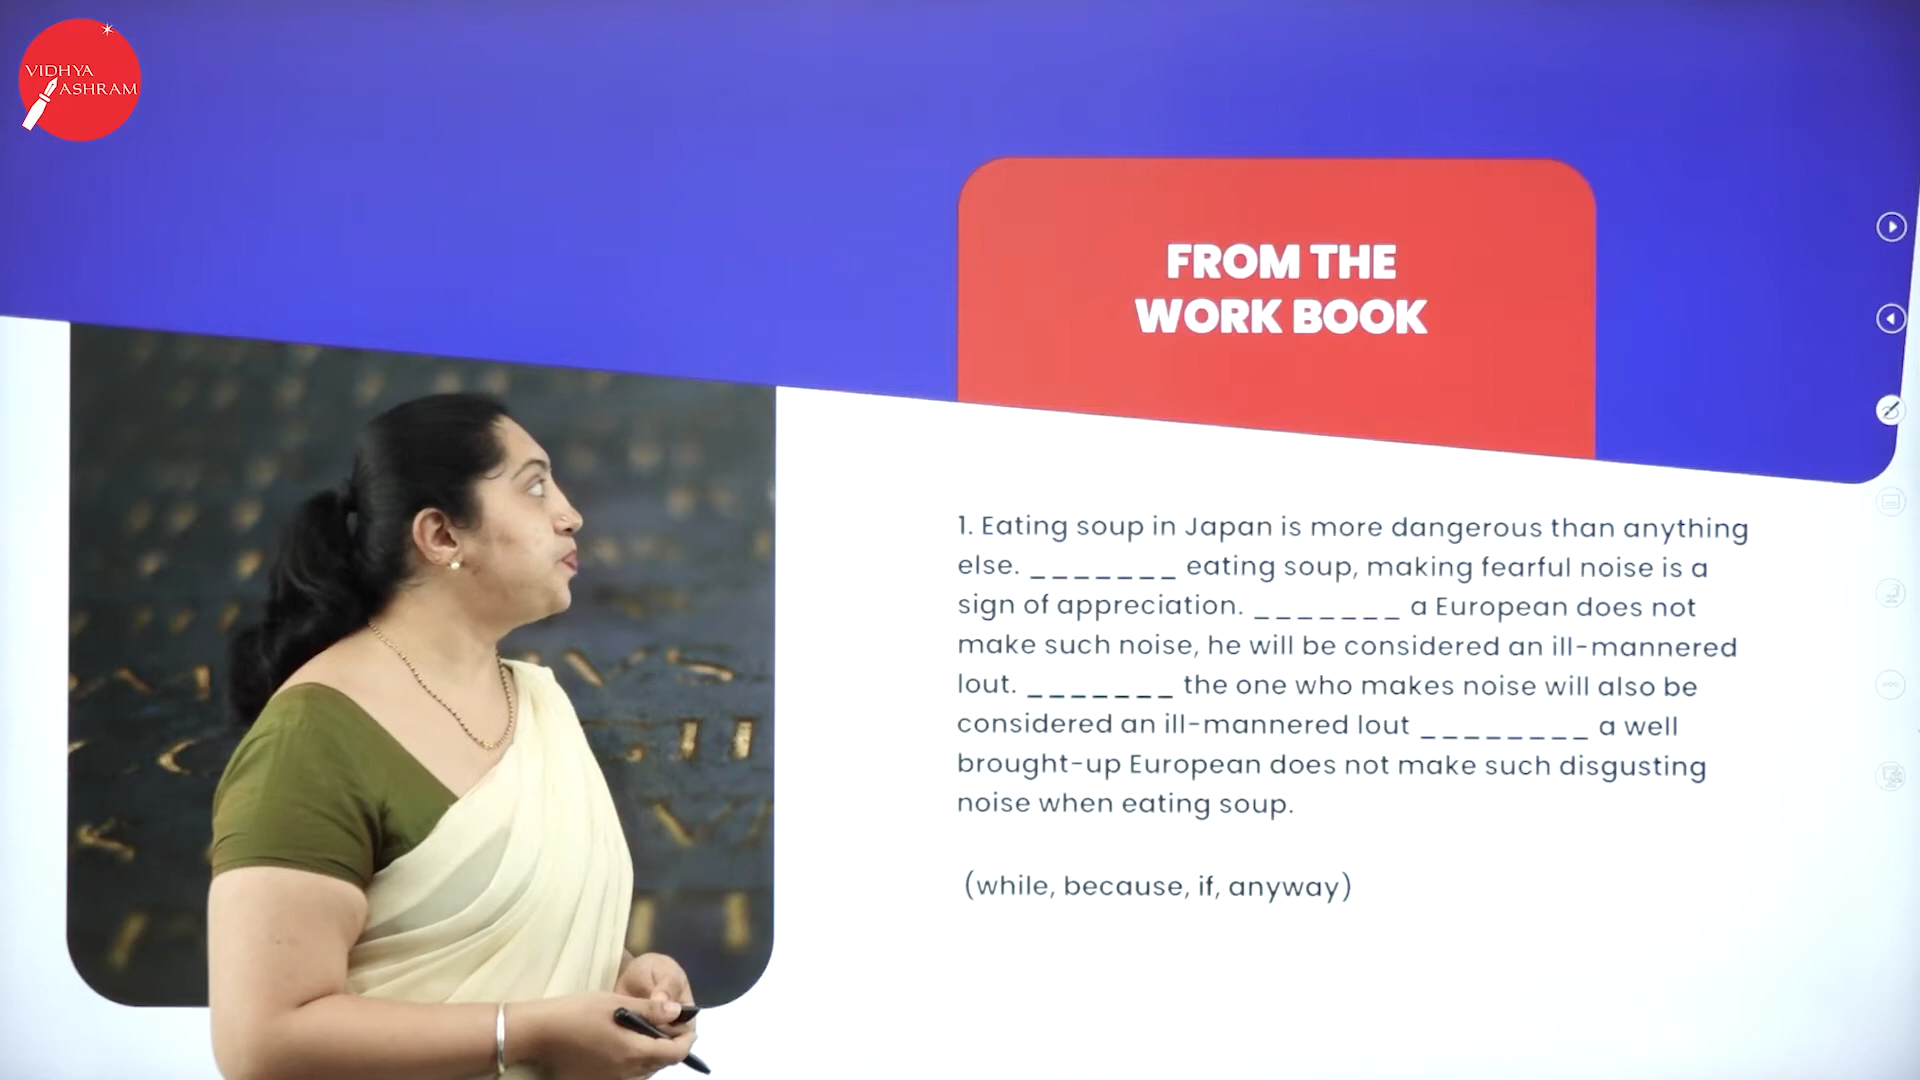 VIDHYA
ASHRAM
FROM THE
WORK BOOK
1. Eating soup in Japan is more dangerous than anything
else. _______ eating soup, making fearful noise is a
sign of appreciation. _______ a European does not
make such noise, he will be considered an ill-mannered
lout. _______ the one who makes noise will also be
considered an ill-mannered lout ________ a well
brought-up European does not make such disgusting
noise when eating soup.
(while, because, if, anyway)